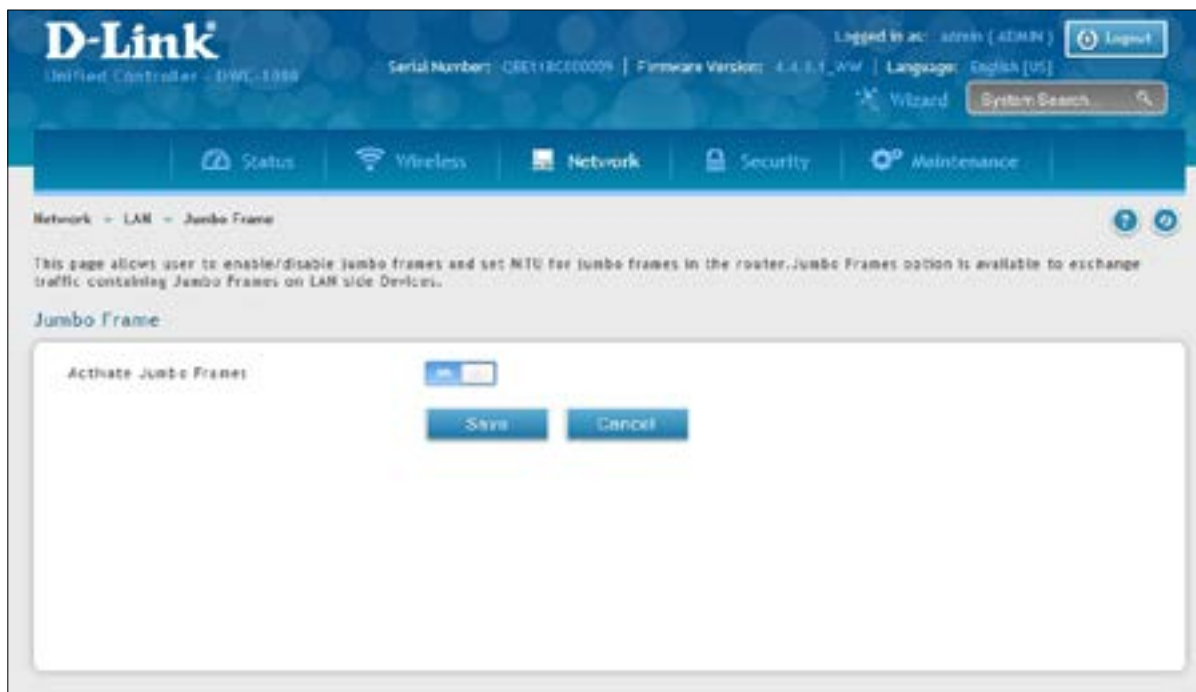 D-Link
Logged in as: admin ( ADMIN )
Logout
Unified Controller - DWC-1000
Serial Number: | Firmware Version: | Language: English [US]
Wizard
System Search...
Status
Wireless
Network
Security
Maintenance
Network » LAN » Jumbo Frame
This page allows user to enable/disable jumbo frames and set MTU for jumbo frames in the router.Jumbo Frames option is available to exchange
traffic containing Jumbo Frames on LAN side Devices.
Jumbo Frame
Activate Jumbo Frames
Save
Cancel